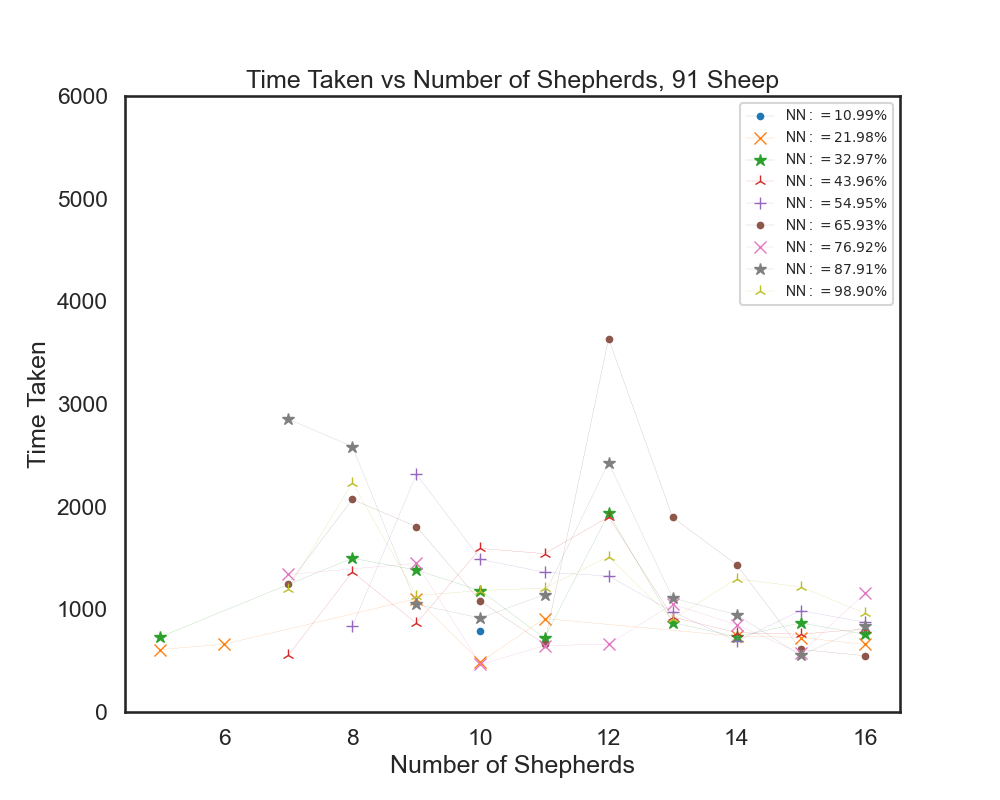 Time Taken vs Number of Shepherds, 91 Sheep
6000
5000
4000
3000
2000
1000
0
Time Taken
NN: =10.99%
NN: =21.98%
NN: =32.97%
NN: =43.96%
NN: =54.95%
NN: =65.93%
NN: =76.92%
NN: =87.91%
NN: =98.90%
6 8 10 12 14 16
Number of Shepherds